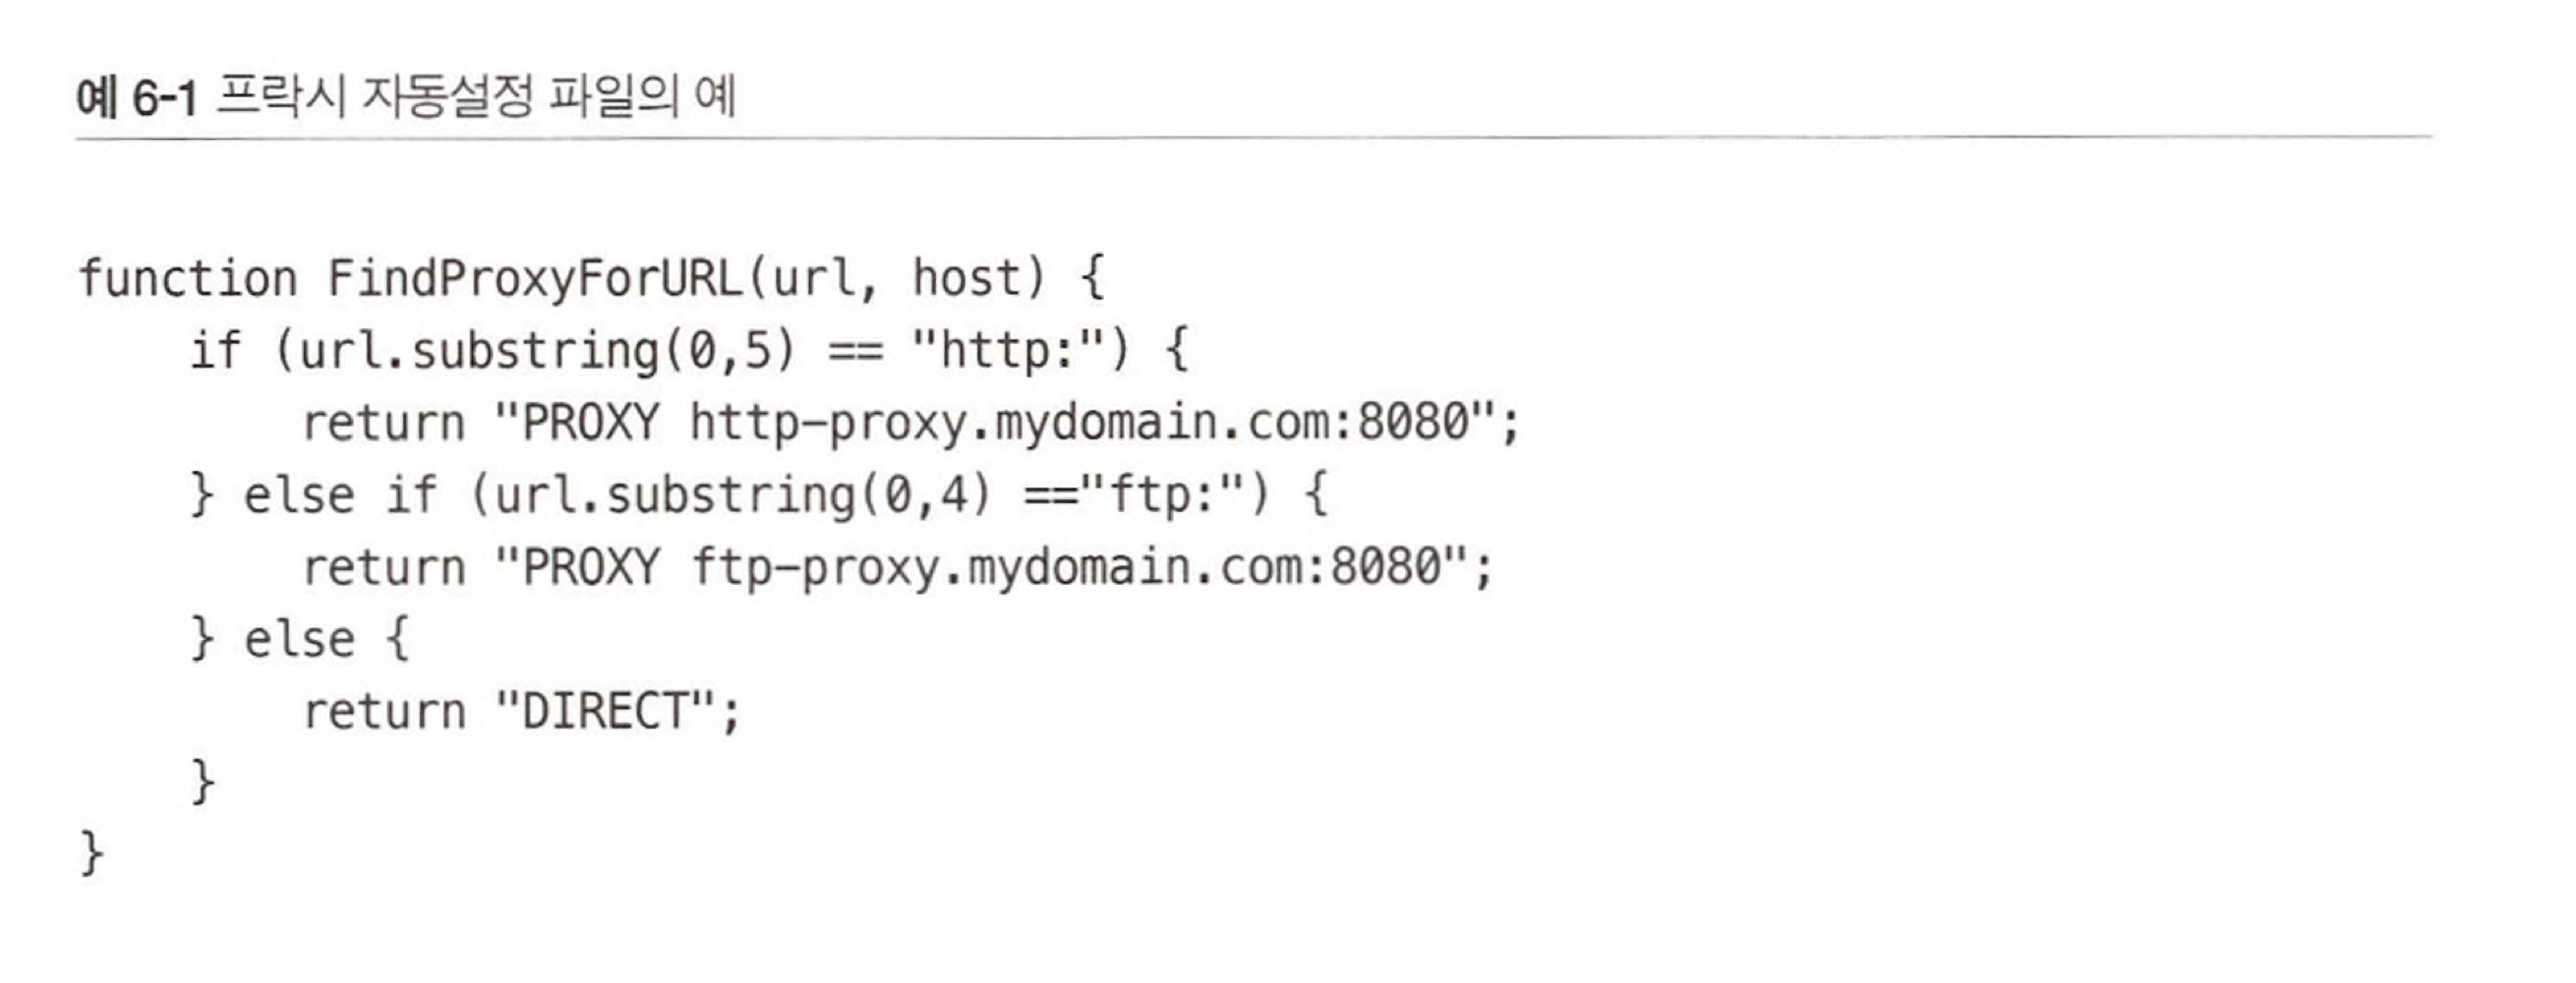 예 6-1 프락시 자동설정 파일의 예
function FindProxyForURL(url, host) {
    if (url.substring(0,5) == "http:") {
        return "PROXY http-proxy.mydomain.com:8080";
    } else if (url.substring(0,4) =="ftp:") {
        return "PROXY ftp-proxy.mydomain.com:8080";
    } else {
        return "DIRECT";
    }
}